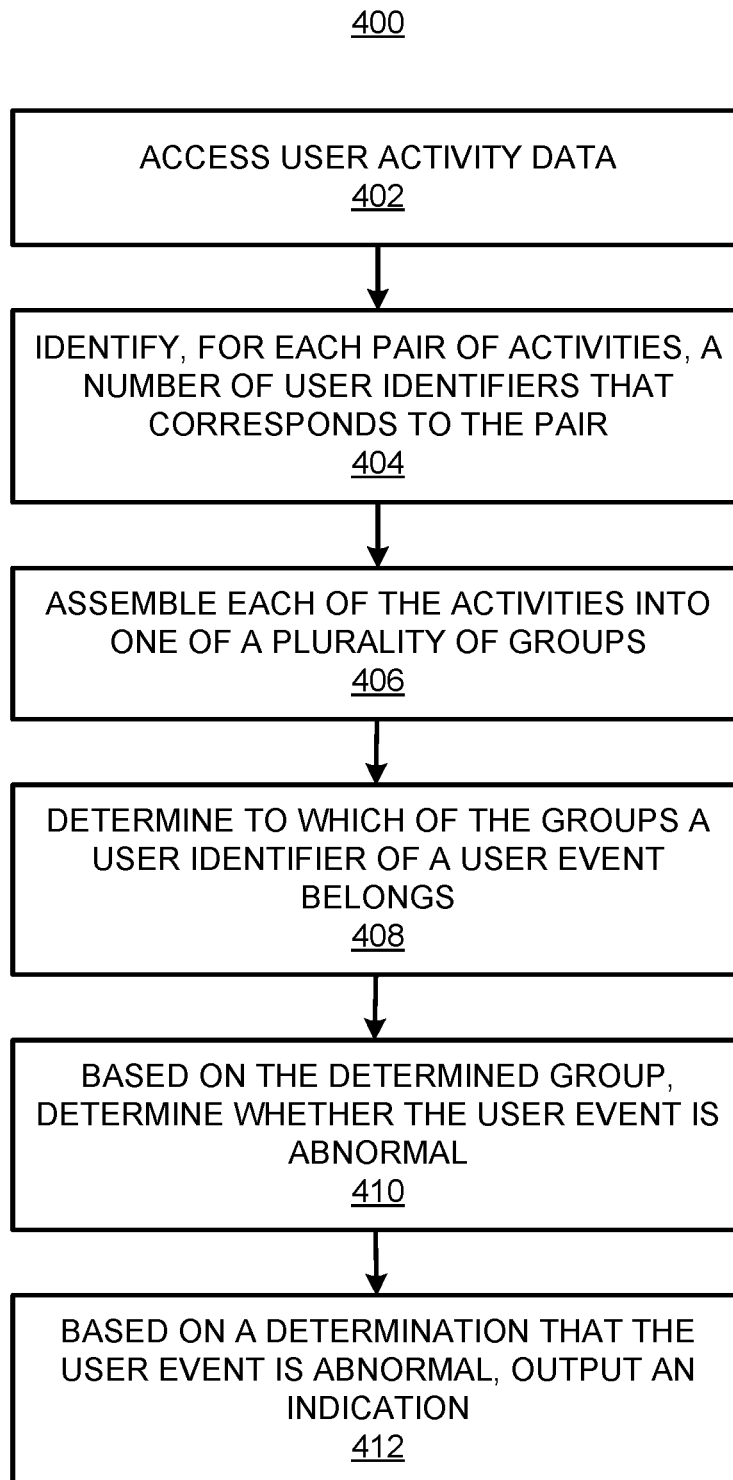 400
ACCESS USER ACTIVITY DATA
402
IDENTIFY, FOR EACH PAIR OF ACTIVITIES, A
NUMBER OF USER IDENTIFIERS THAT
CORRESPONDS TO THE PAIR
404
ASSEMBLE EACH OF THE ACTIVITIES INTO
ONE OF A PLURALITY OF GROUPS
406
DETERMINE TO WHICH OF THE GROUPS A
USER IDENTIFIER OF A USER EVENT
BELONGS
408
BASED ON THE DETERMINED GROUP,
DETERMINE WHETHER THE USER EVENT IS
ABNORMAL
410
BASED ON A DETERMINATION THAT THE
USER EVENT IS ABNORMAL, OUTPUT AN
INDICATION
412